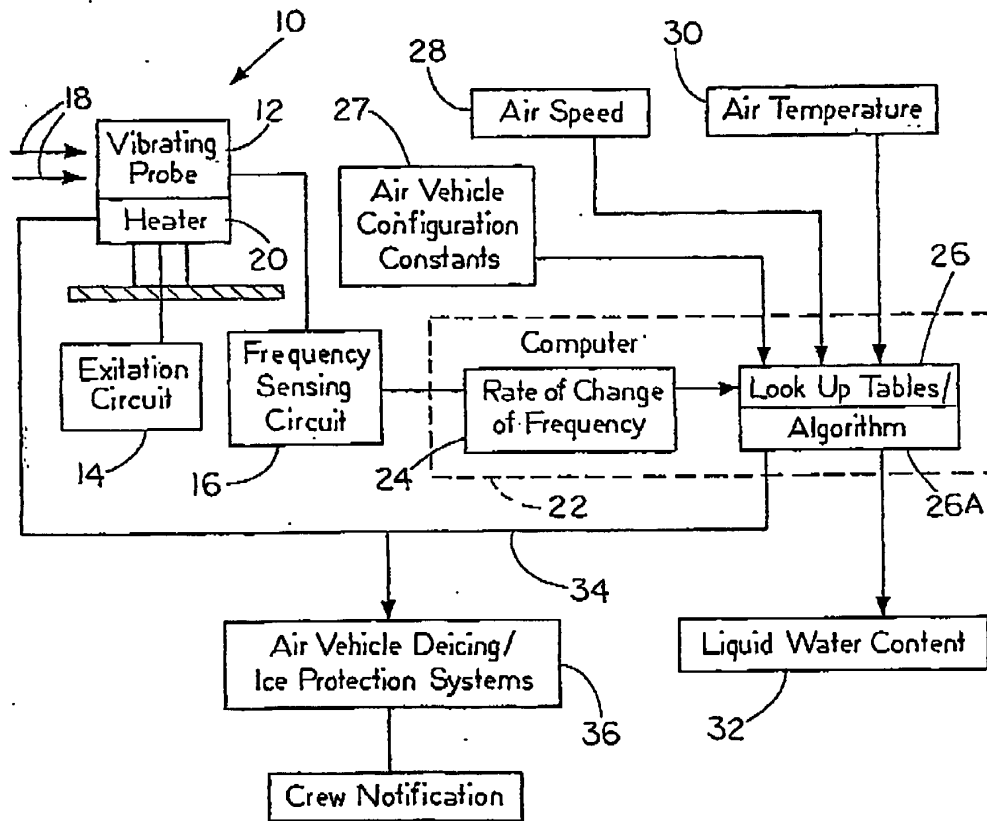 10
28
30
Air Speed
Air Temperature
18
12
27
Vibrating
Probe
Heater
20
Air Vehicle
Configuration
Constants
26
Computer
Exitation
Circuit
14
Frequency
Sensing
Circuit
16
Rate of Change
of Frequency
24
22
Look Up Tables/
Algorithm
26A
34
Air Vehicle Deicing/
Ice Protection Systems
36
Liquid Water Content
32
Crew Notification